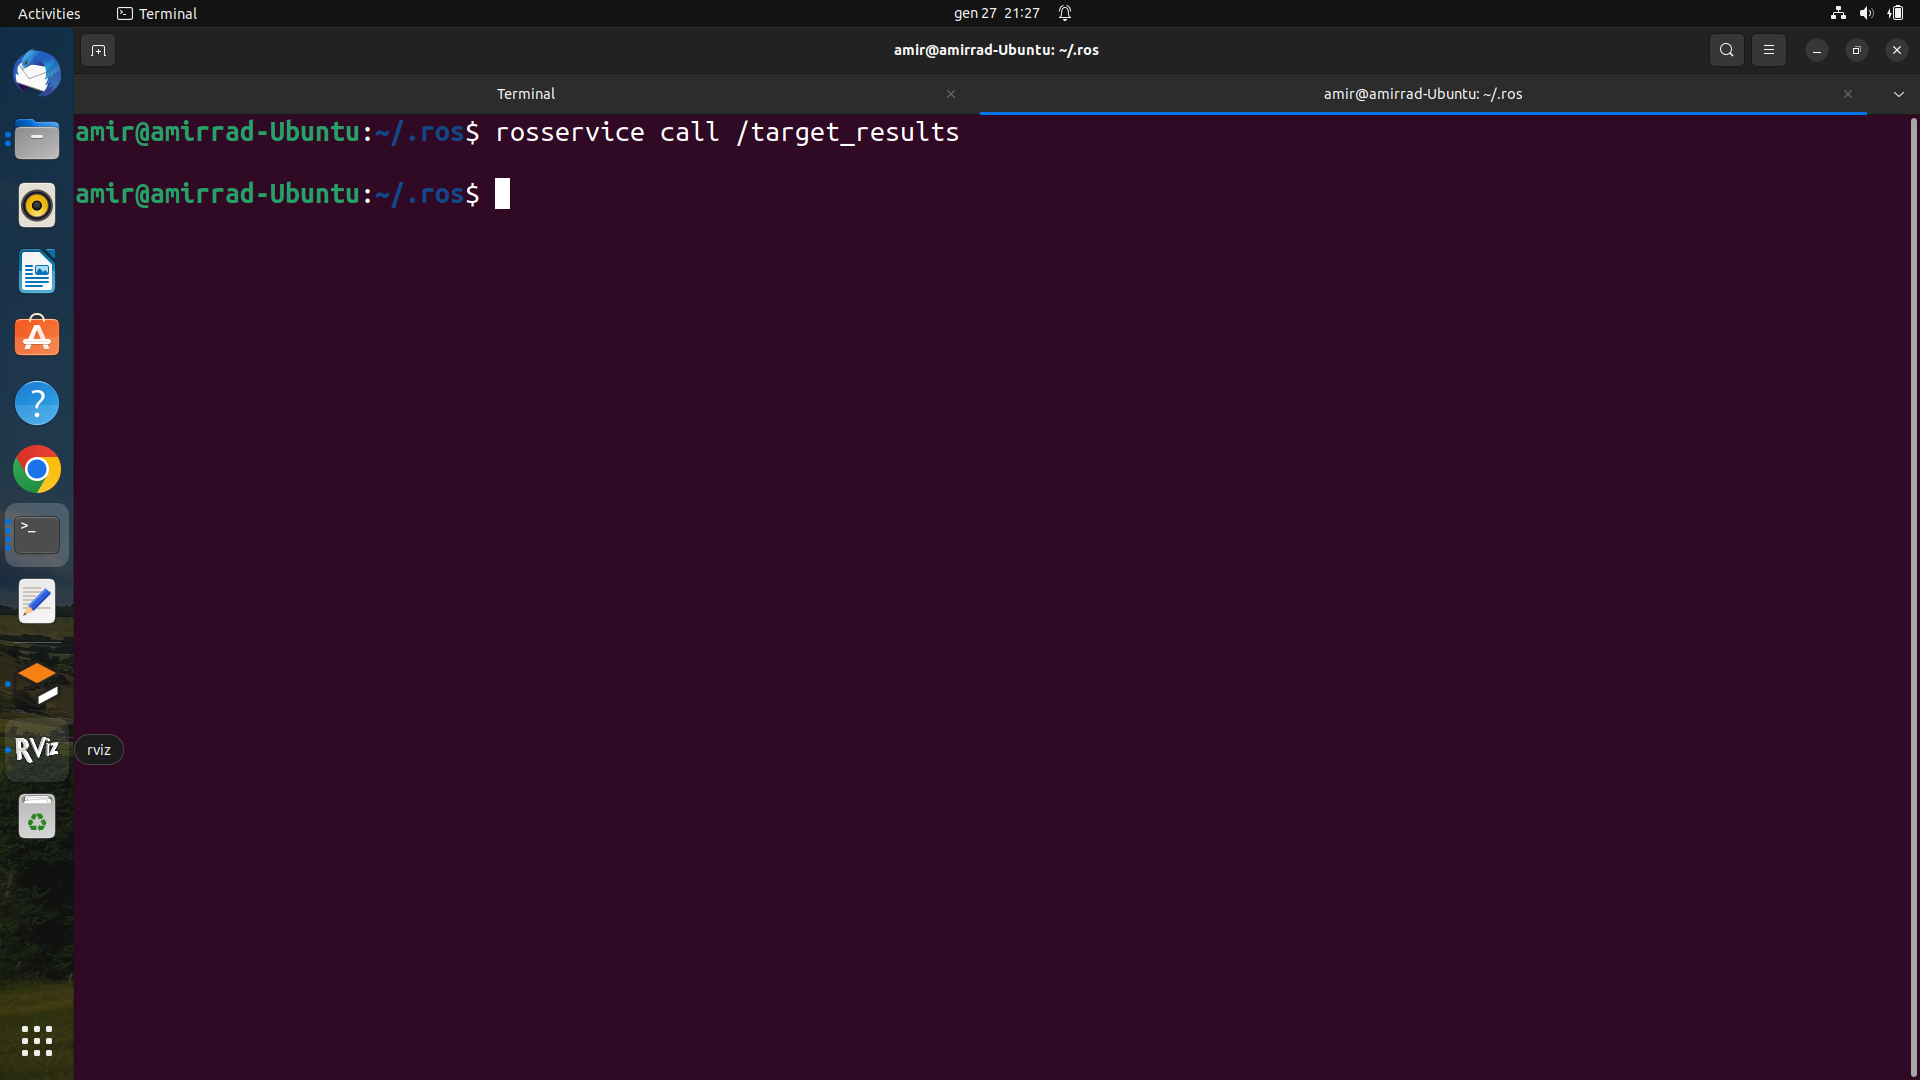 Activities
Terminal
gen 27 21:27
amir@amirrad-Ubuntu: ~/.ros
Terminal
amir@amirrad-Ubuntu: ~/.ros
amir@amirrad-Ubuntu:~/.ros$ rosservice call /target_results
amir@amirrad-Ubuntu:~/.ros$
?
>_
RViz
rviz